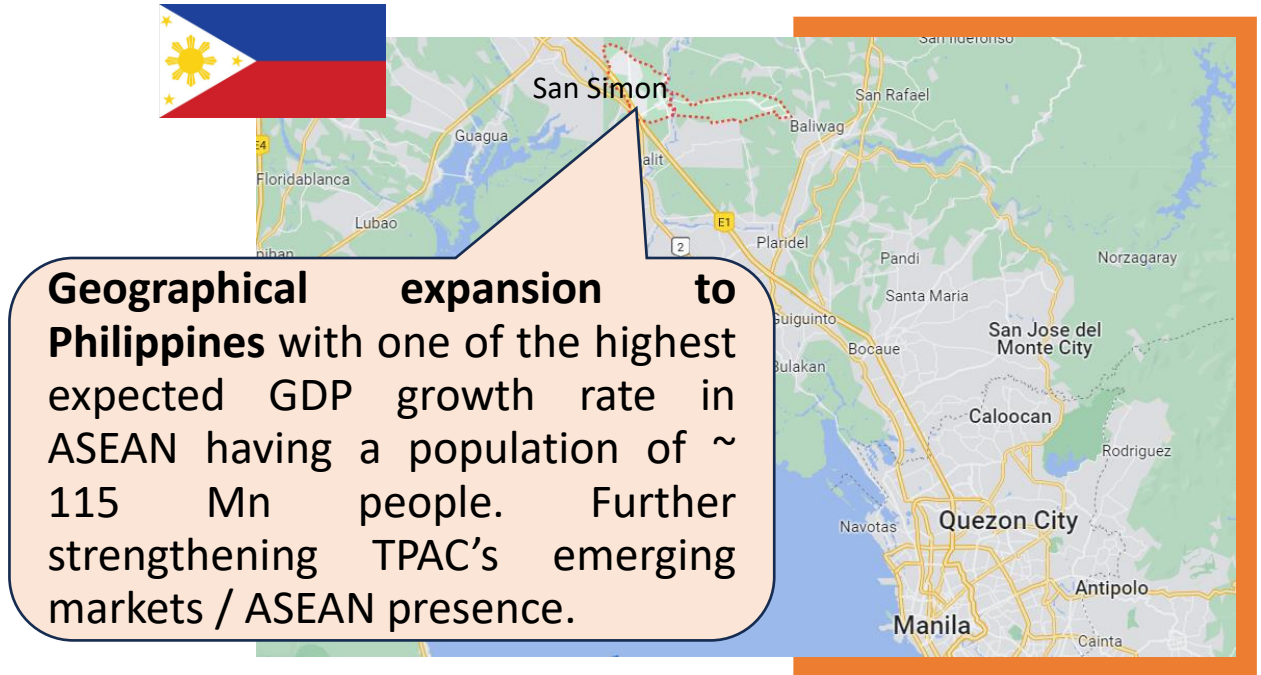 San Ildefonso
San Simon
San Rafael
Guagua
Baliwag
E4
alit
Floridablanca
Lubao
E1
2
Plaridel
Pandi
Norzagaray
pihan
Santa Maria
Guiguinto
San Jose del
Monte City
Bocaue
Bulakan
Caloocan
Rodriguez
Navotas
Quezon City
Antipolo
Manila
Cainta
Geographical expansion to
Philippines with one of the highest
expected GDP growth rate in
ASEAN having a population of ~
115 Mn people. Further
strengthening TPAC’s emerging
markets / ASEAN presence.